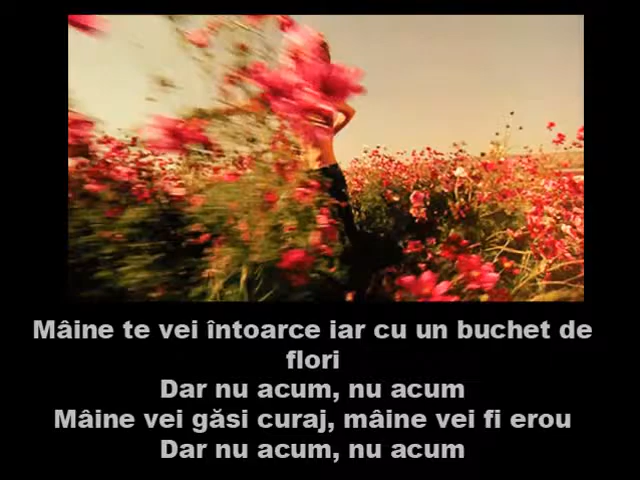 Mâine te vei întoarce iar cu un buchet de
flori
Dar nu acum, nu acum
Mâine vei găsi curaj, mâine vei fi erou
Dar nu acum, nu acum